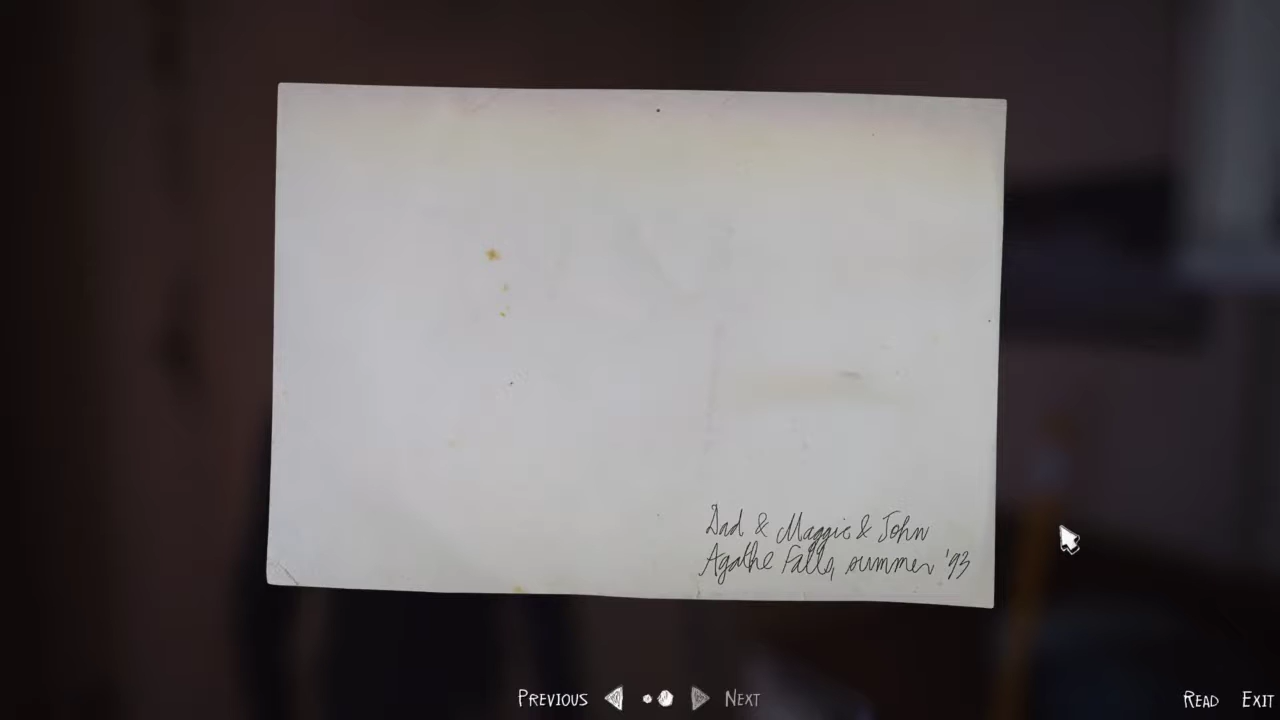 Dad & Maggie & John
Agathe Falls, summer '93
PREVIOUS
NEXT
READ
EXIT